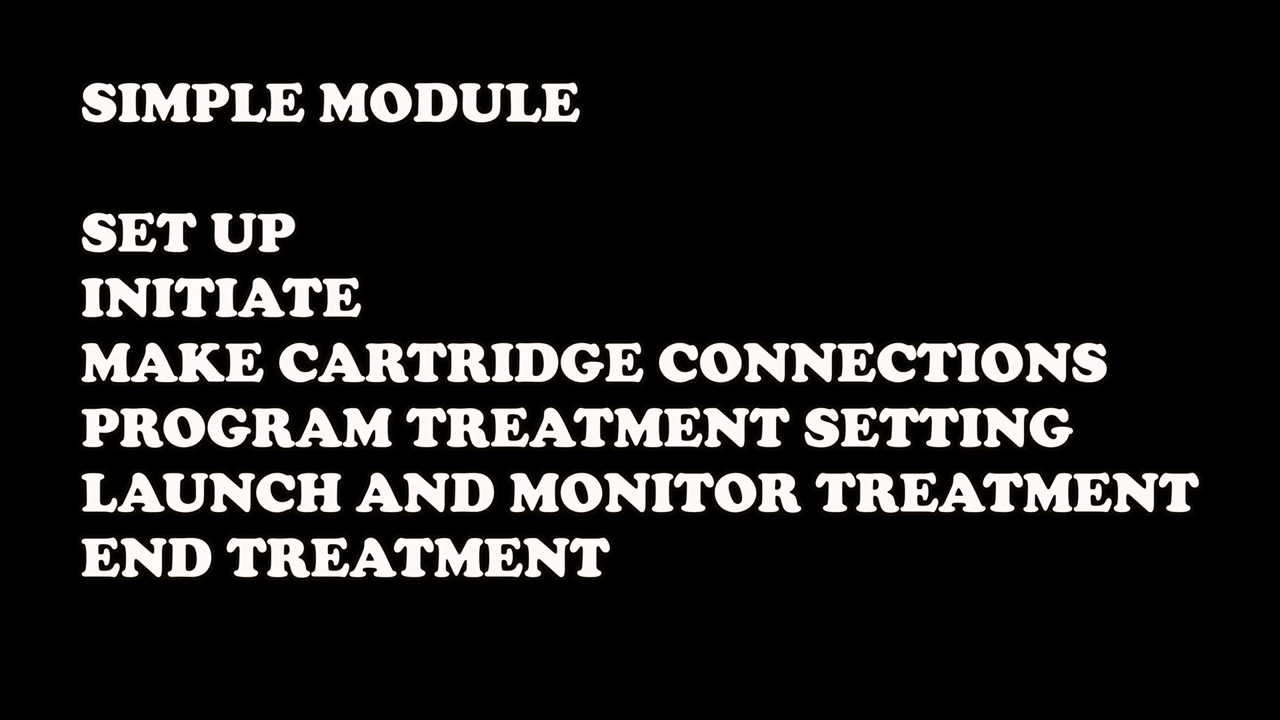 SIMPLE MODULE
SET UP
INITIATE
MAKE CARTRIDGE CONNECTIONS
PROGRAM TREATMENT SETTING
LAUNCH AND MONITOR TREATMENT
END TREATMENT